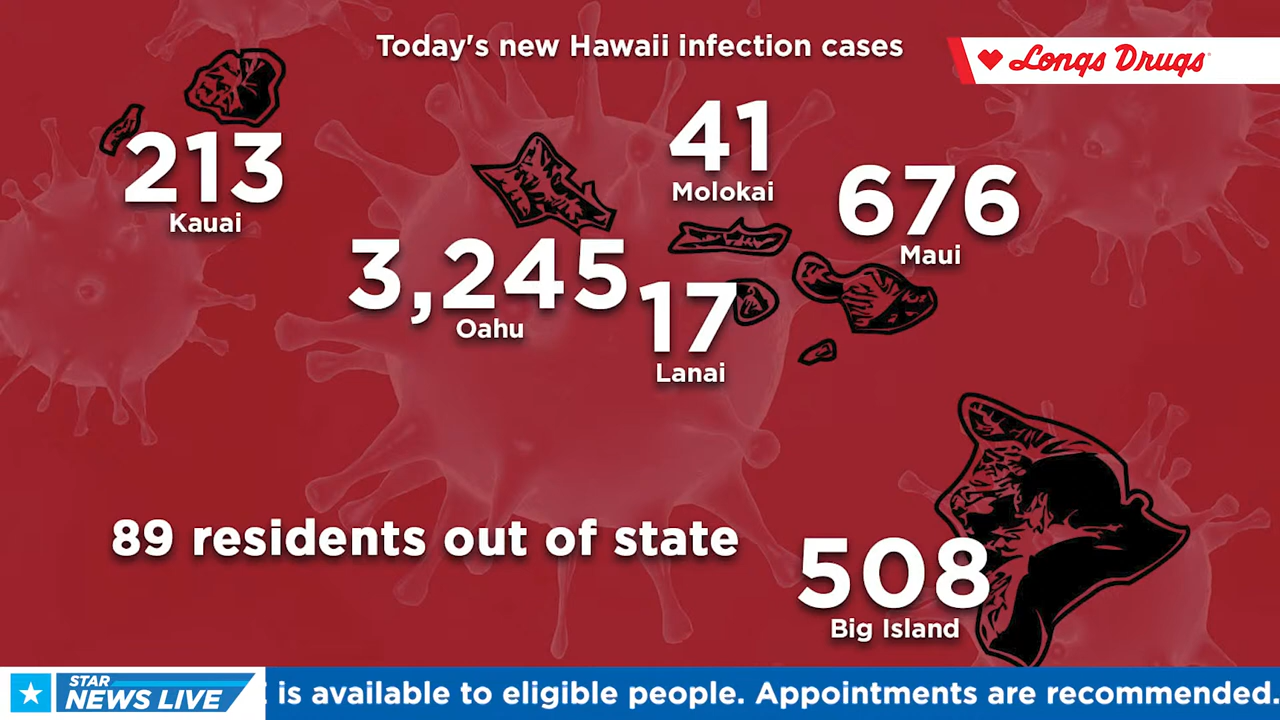 Today's new Hawaii infection cases
Longs Drugs
213
Kauai
3,245
Oahu
41
Molokai
17
Lanai
676
Maui
89 residents out of state
508
Big Island
STAR
NEWS LIVE
is available to eligible people. Appointments are recommended.